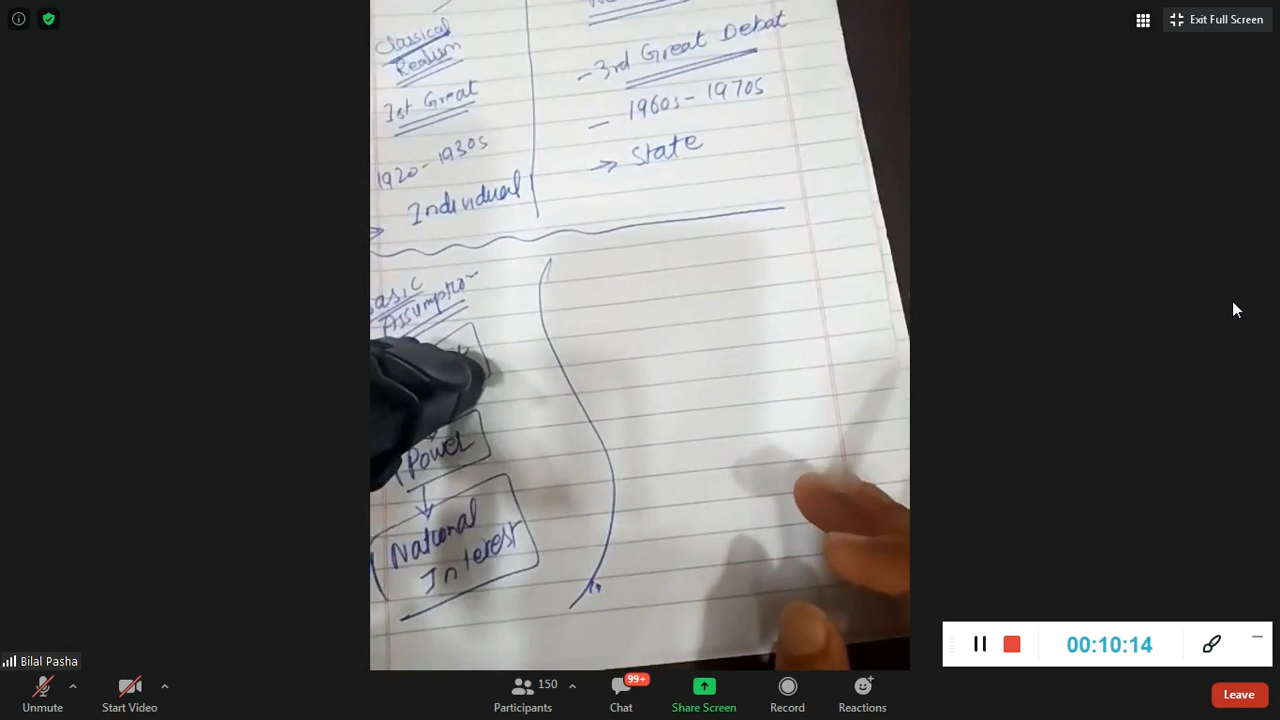 Exit Full Screen
Classical
Realism
1st Great
1920-1930s
Individual
- 3rd Great Debat
- 1960s - 1970s
→ State
Basic
Power
National
Interest
Bilal Pasha
00:10:14
Unmute
Start Video
150
Participants
99+
Chat
Share Screen
Record
Reactions
Leave